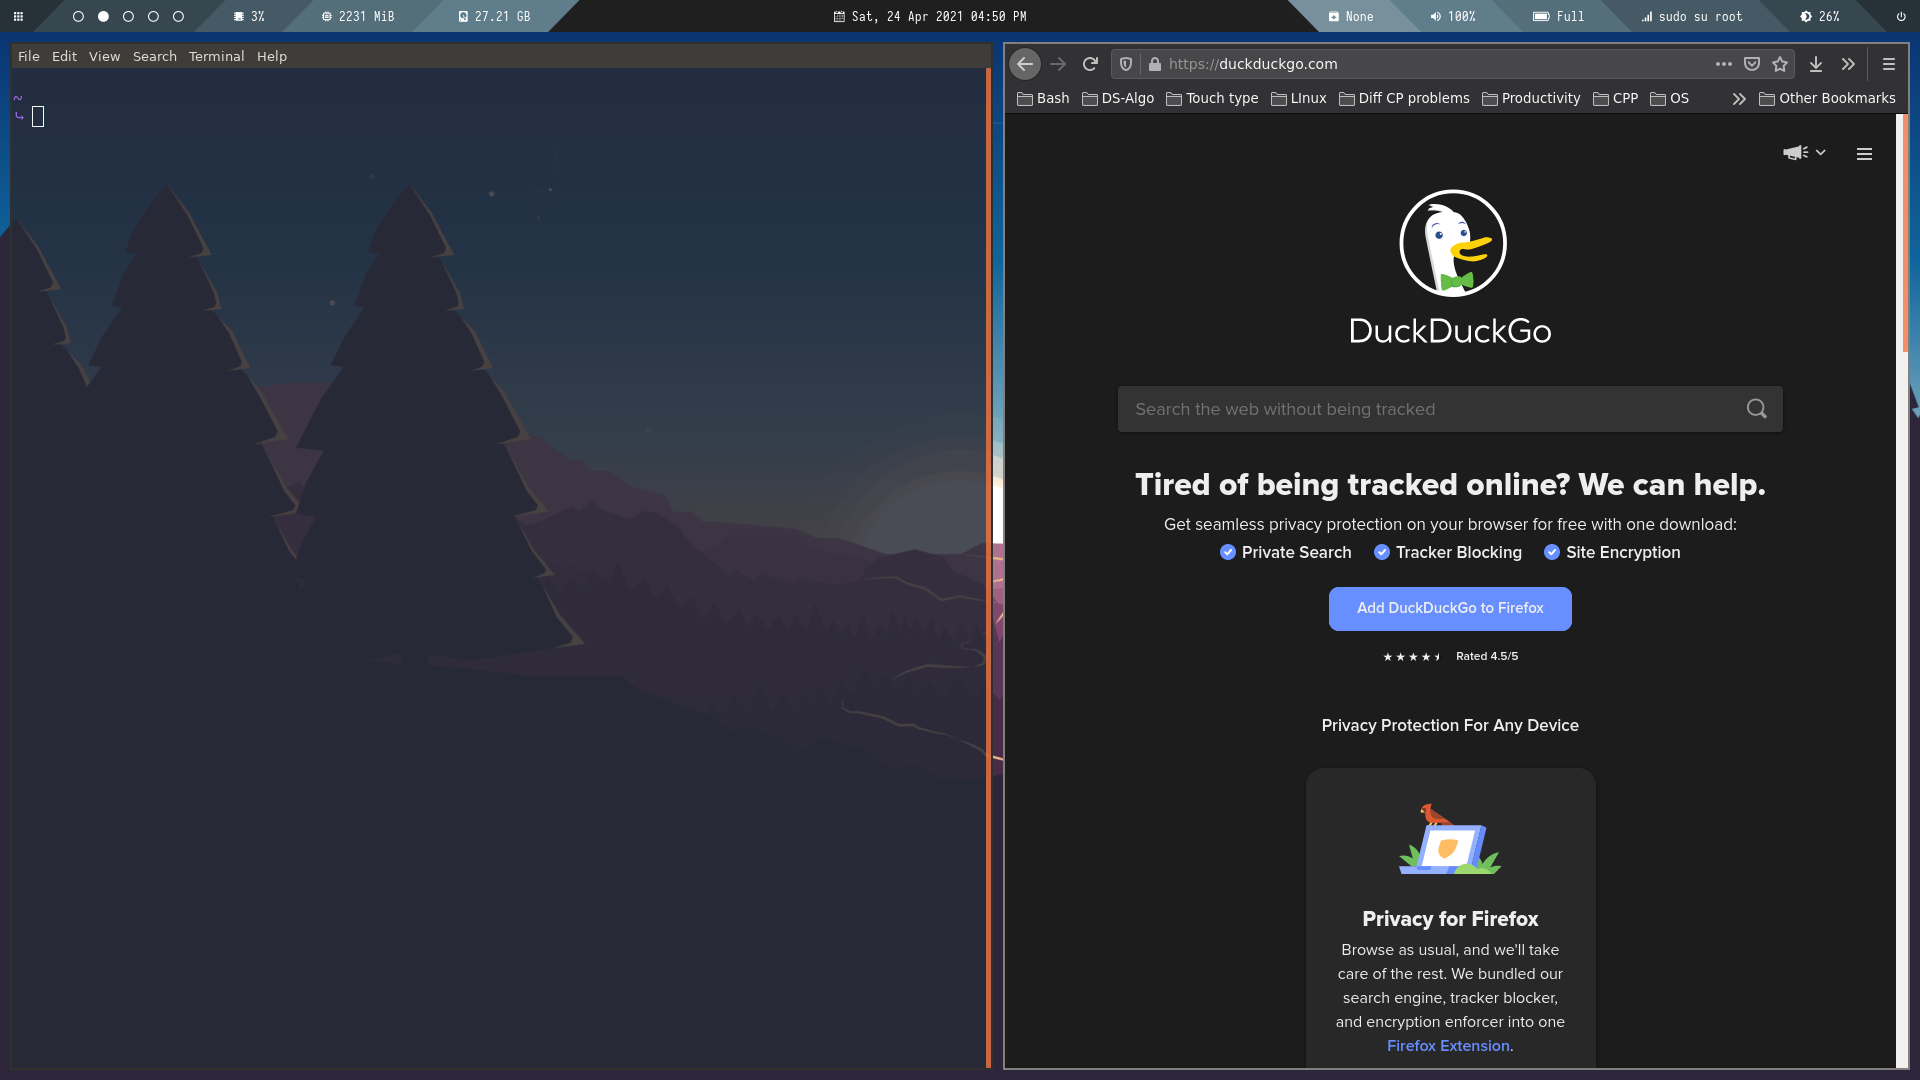 3% 2231 MiB 27.21 GB Sat, 24 Apr 2021 04:50 PM None 100% Full sudo su root 26%
File Edit View Search Terminal Help
~
https://duckduckgo.com
Bash DS-Algo Touch type LInux Diff CP problems Productivity CPP OS Other Bookmarks
DuckDuckGo
Search the web without being tracked
Tired of being tracked online? We can help.
Get seamless privacy protection on your browser for free with one download:
Private Search Tracker Blocking Site Encryption
Add DuckDuckGo to Firefox
Rated 4.5/5
Privacy Protection For Any Device
Privacy for Firefox
Browse as usual, and we'll take
care of the rest. We bundled our
search engine, tracker blocker,
and encryption enforcer into one
Firefox Extension.